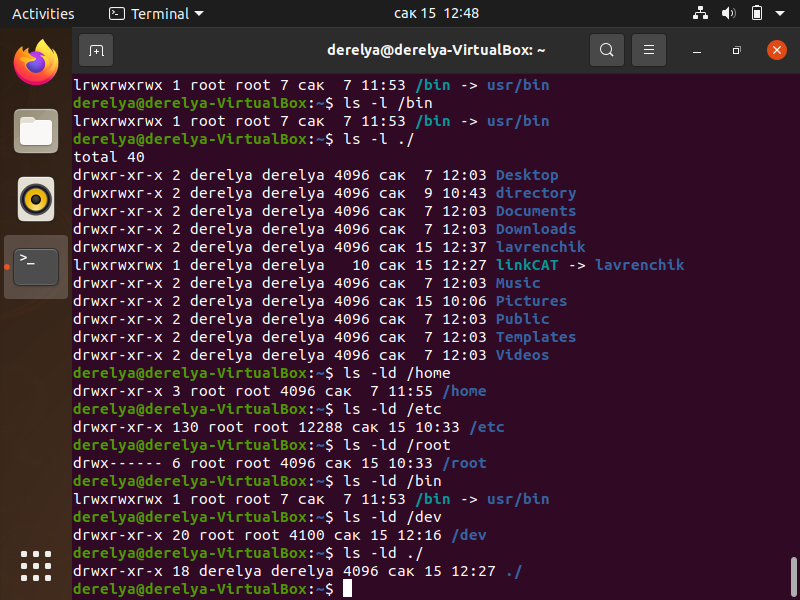 Activities Terminal сак 15 12:48
derelya@derelya-VirtualBox: ~
lrwxrwxrwx 1 root root 7 сак  7 11:53 /bin -> usr/bin
derelya@derelya-VirtualBox:~$ ls -l /bin
lrwxrwxrwx 1 root root 7 сак  7 11:53 /bin -> usr/bin
derelya@derelya-VirtualBox:~$ ls -l ./
total 40
drwxr-xr-x 2 derelya derelya 4096 сак  7 12:03 Desktop
drwxrwxr-x 2 derelya derelya 4096 сак  9 10:43 directory
drwxr-xr-x 2 derelya derelya 4096 сак  7 12:03 Documents
drwxr-xr-x 2 derelya derelya 4096 сак  7 12:03 Downloads
drwxr-xr-x 2 derelya derelya 4096 сак 15 12:37 lavrenchik
lrwxrwxrwx 1 derelya derelya   10 сак 15 12:27 linkCAT -> lavrenchik
drwxr-xr-x 2 derelya derelya 4096 сак  7 12:03 Music
drwxr-xr-x 2 derelya derelya 4096 сак 15 10:06 Pictures
drwxr-xr-x 2 derelya derelya 4096 сак  7 12:03 Public
drwxr-xr-x 2 derelya derelya 4096 сак  7 12:03 Templates
drwxr-xr-x 2 derelya derelya 4096 сак  7 12:03 Videos
derelya@derelya-VirtualBox:~$ ls -ld /home
drwxr-xr-x 3 root root 4096 сак  7 11:55 /home
derelya@derelya-VirtualBox:~$ ls -ld /etc
drwxr-xr-x 130 root root 12288 сак 15 10:33 /etc
derelya@derelya-VirtualBox:~$ ls -ld /root
drwx------ 6 root root 4096 сак 15 10:33 /root
derelya@derelya-VirtualBox:~$ ls -ld /bin
lrwxrwxrwx 1 root root 7 сак  7 11:53 /bin -> usr/bin
derelya@derelya-VirtualBox:~$ ls -ld /dev
drwxr-xr-x 20 root root 4100 сак 15 12:16 /dev
derelya@derelya-VirtualBox:~$ ls -ld ./
drwxr-xr-x 18 derelya derelya 4096 сак 15 12:27 ./
derelya@derelya-VirtualBox:~$